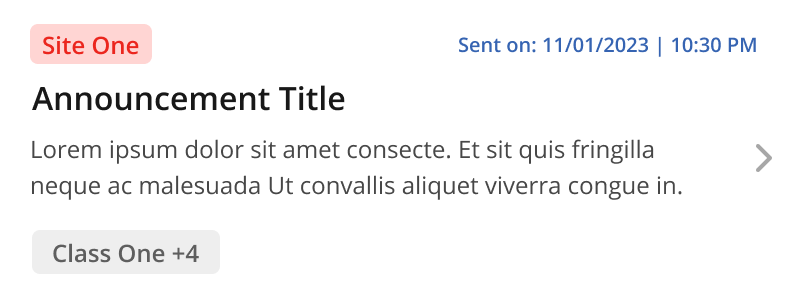 Site One
Sent on: 11/01/2023 | 10:30 PM
Announcement Title
Lorem ipsum dolor sit amet consecte. Et sit quis fringilla
neque ac malesuada Ut convallis aliquet viverra congue in.
Class One +4